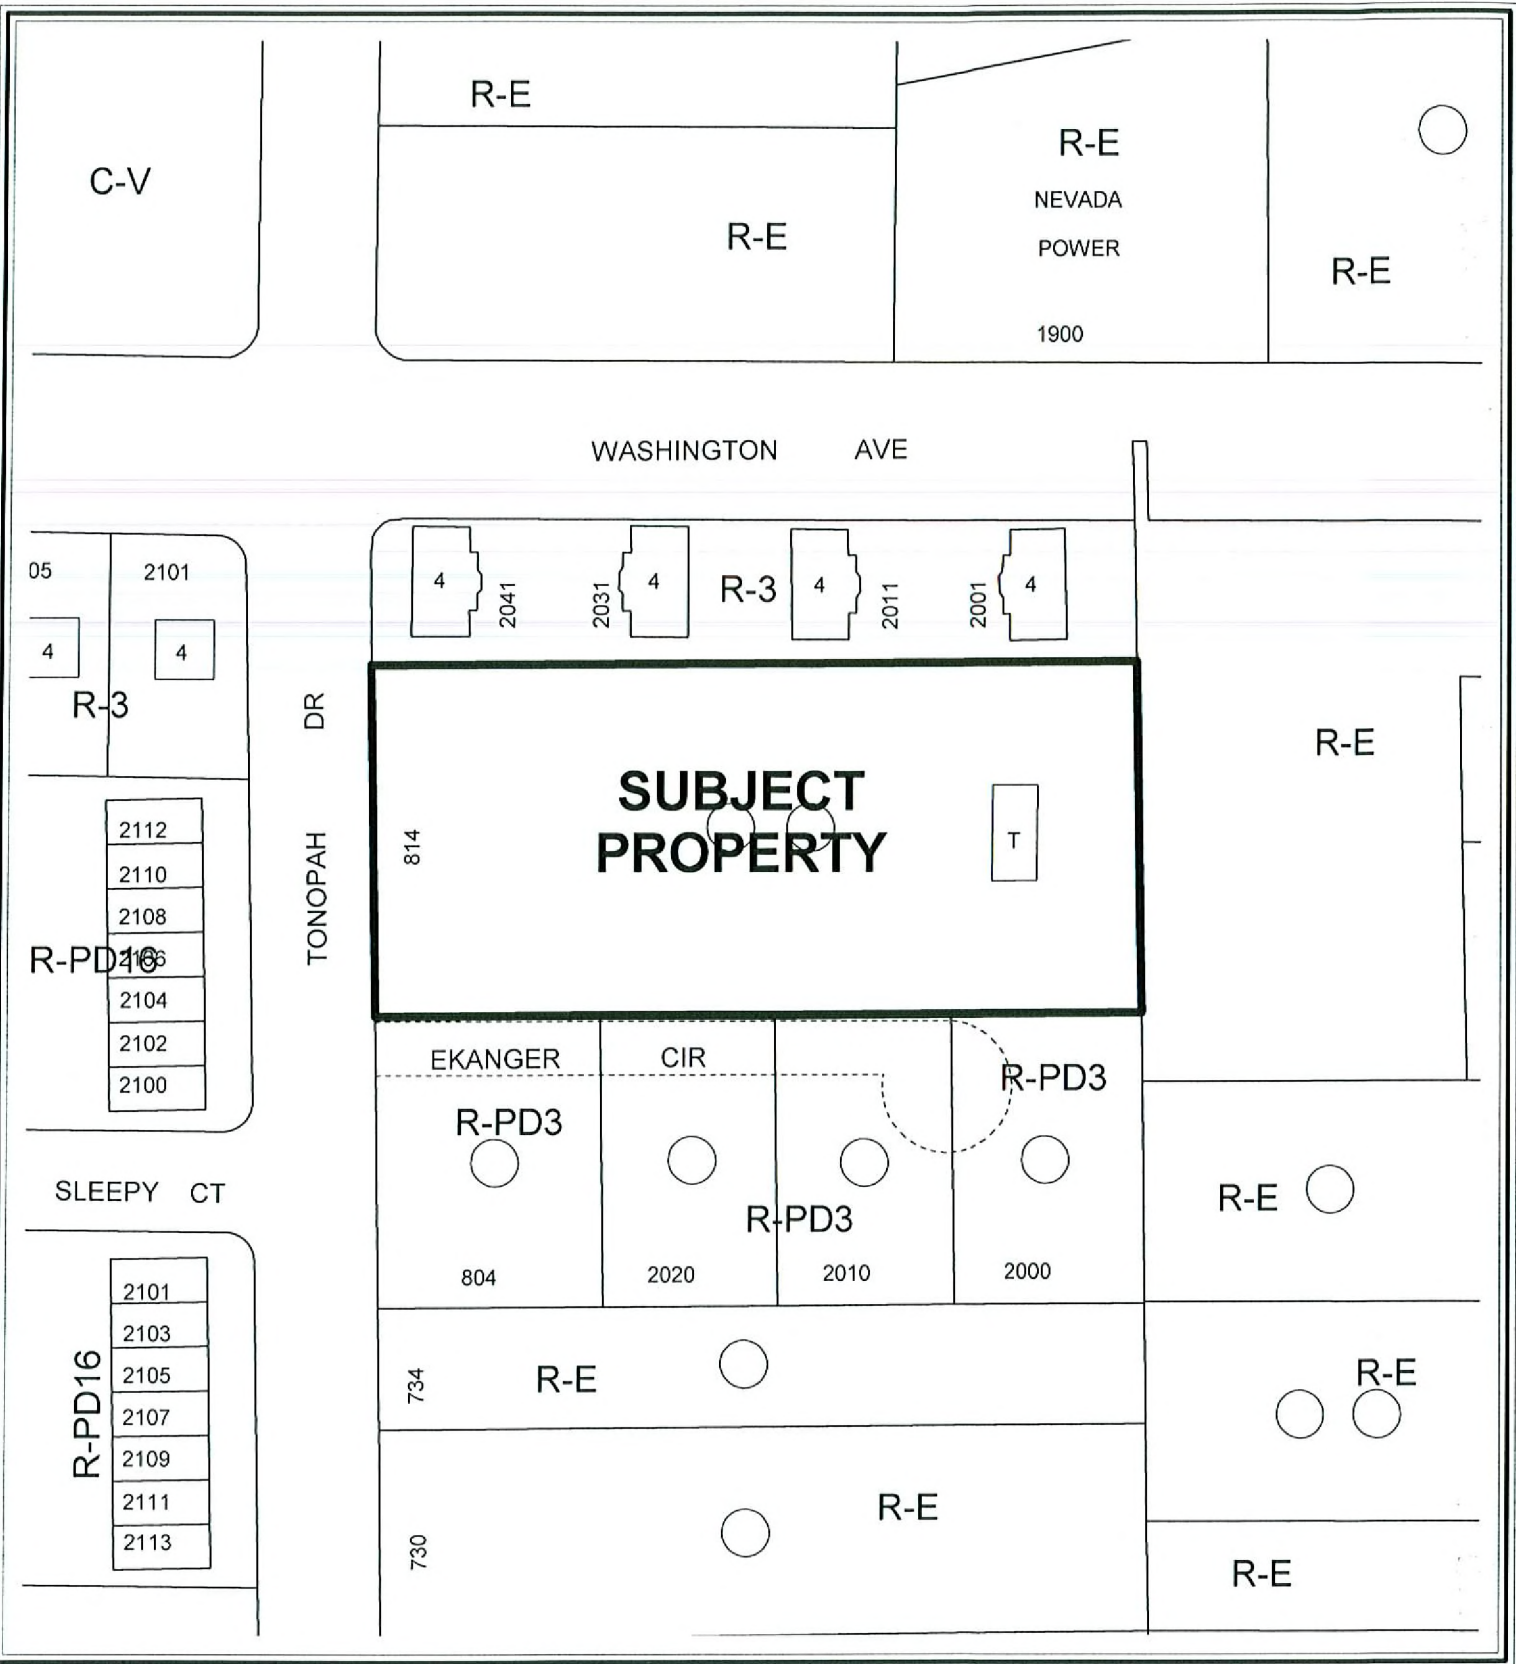 R-E
C-V
R-E
NEVADA
POWER
R-E
R-E
1900
WASHINGTON AVE
05
2101
4
4
R-3
4
2041
2031
4
R-3
4
2011
2001
4
SUBJECT
PROPERTY
814
T
TONOPAH DR
R-E
2112
2110
2108
R-PD16
2106
2104
2102
2100
EKANGER CIR
R-PD3
R-PD3
R-PD3
804
2020
2010
2000
SLEEPY CT
R-E
2101
2103
2105
2107
2109
2111
2113
R-PD16
734
R-E
R-E
730
R-E
R-E